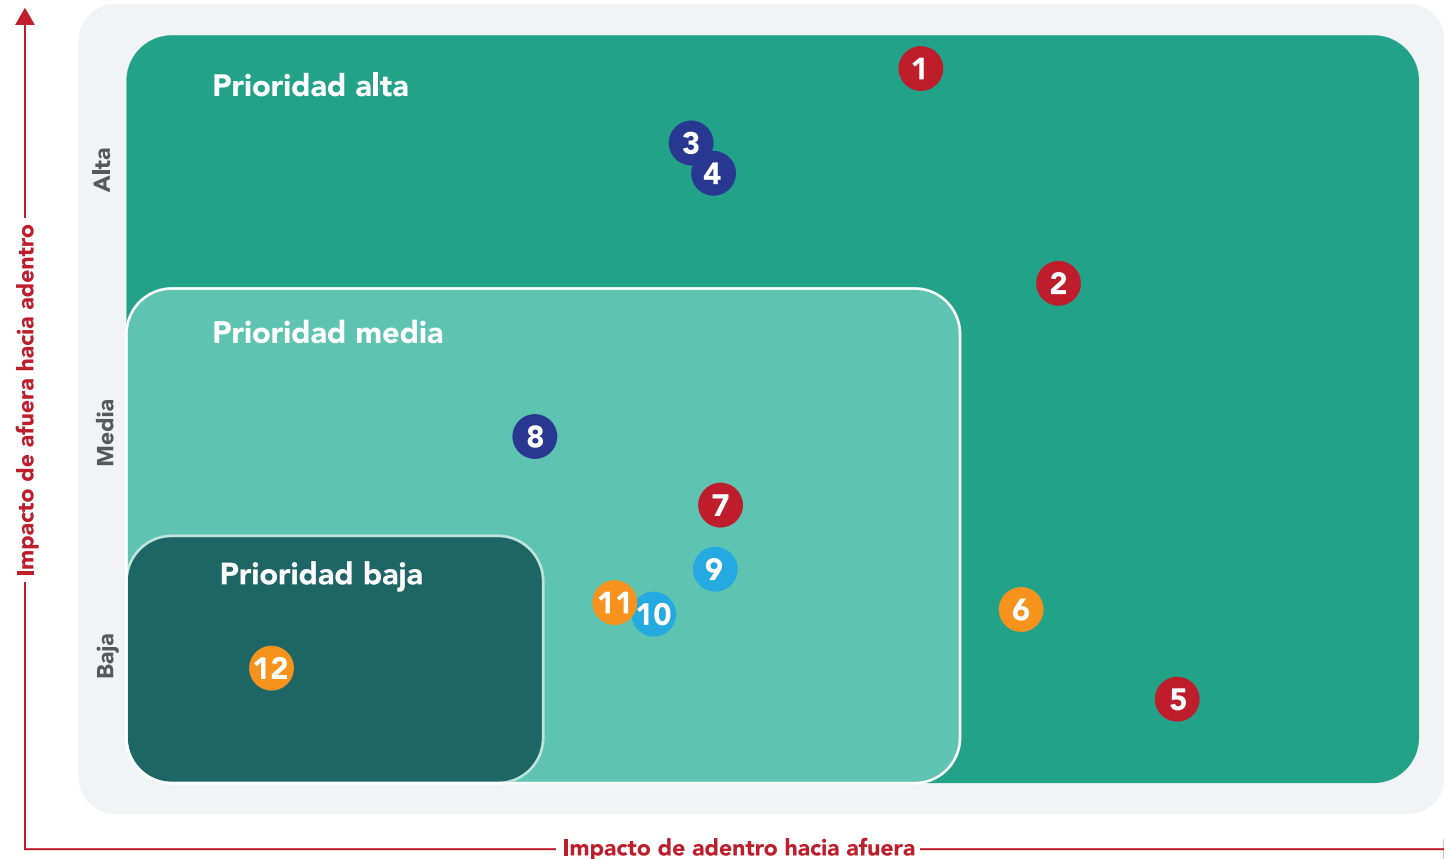 Impacto de afuera hacia adentro
Alta
Media
Baja
Prioridad alta
1
3
4
2
Prioridad media
8
7
9
11
10
6
Prioridad baja
12
5
Impacto de adentro hacia afuera